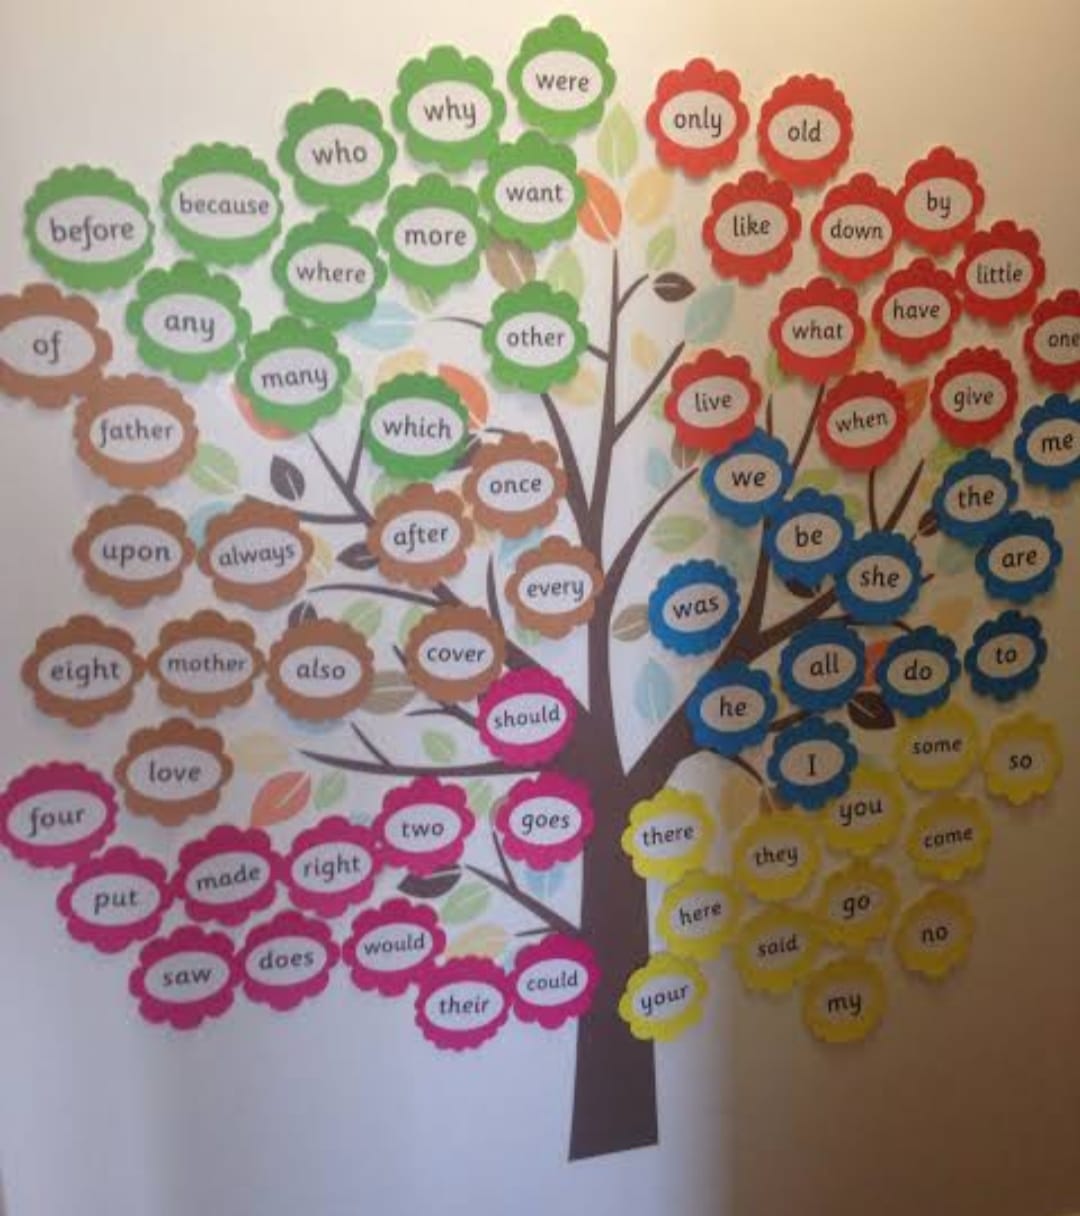 were
why
who
want
because
before
more
where
any
other
many
which
only
old
like
down
by
little
have
what
one
live
when
give
of
father
once
after
upon
always
every
eight
mother
also
cover
love
me
we
the
be
are
she
was
all
do
to
he
I
should
four
two
goes
right
made
put
would
does
saw
their
could
some
so
you
there
they
come
here
go
said
no
your
my